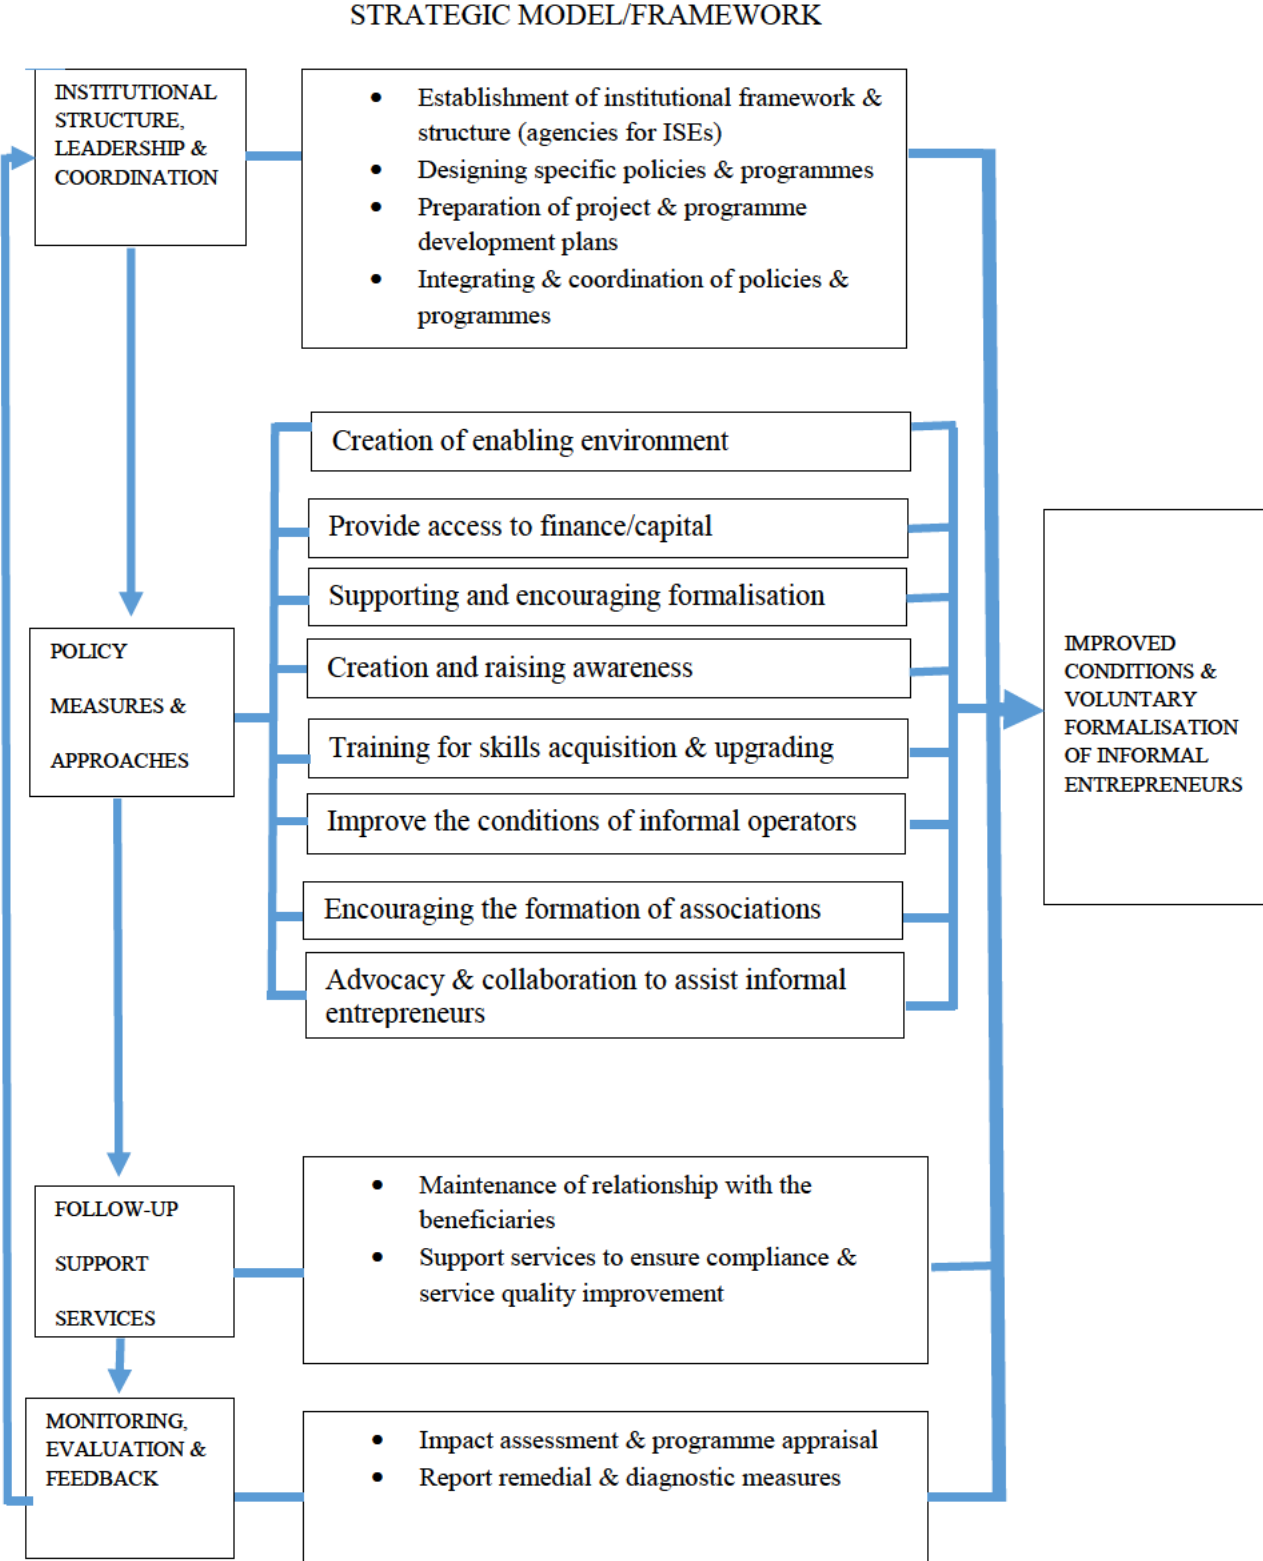 STRATEGIC MODEL/FRAMEWORK
INSTITUTIONAL
STRUCTURE,
LEADERSHIP &
COORDINATION
• Establishment of institutional framework &
structure (agencies for ISEs)
• Designing specific policies & programmes
• Preparation of project & programme
development plans
• Integrating & coordination of policies &
programmes
POLICY
MEASURES &
APPROACHES
Creation of enabling environment
Provide access to finance/capital
Supporting and encouraging formalisation
Creation and raising awareness
Training for skills acquisition & upgrading
Improve the conditions of informal operators
Encouraging the formation of associations
Advocacy & collaboration to assist informal
entrepreneurs
IMPROVED
CONDITIONS &
VOLUNTARY
FORMALISATION
OF INFORMAL
ENTREPRENEURS
FOLLOW-UP
SUPPORT
SERVICES
• Maintenance of relationship with the
beneficiaries
• Support services to ensure compliance &
service quality improvement
MONITORING,
EVALUATION &
FEEDBACK
• Impact assessment & programme appraisal
• Report remedial & diagnostic measures